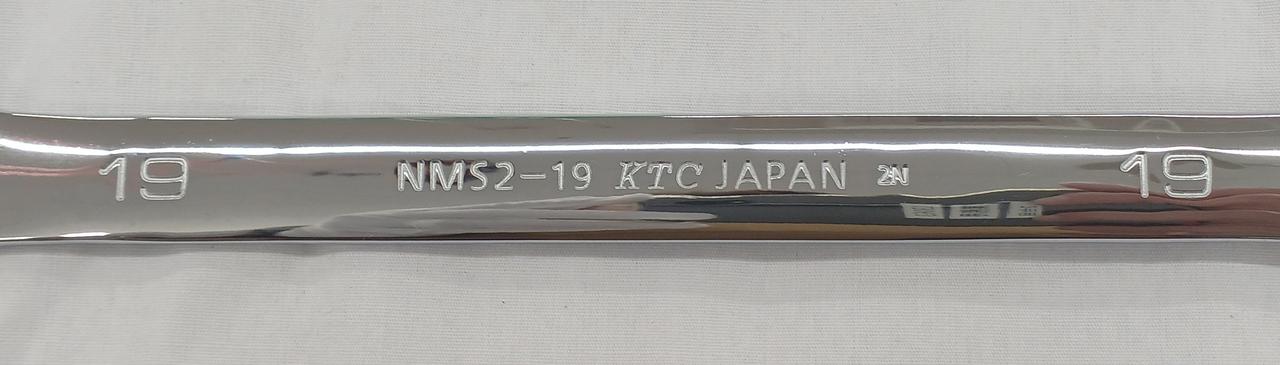 19 NMS2-19 KTC JAPAN 2N 19